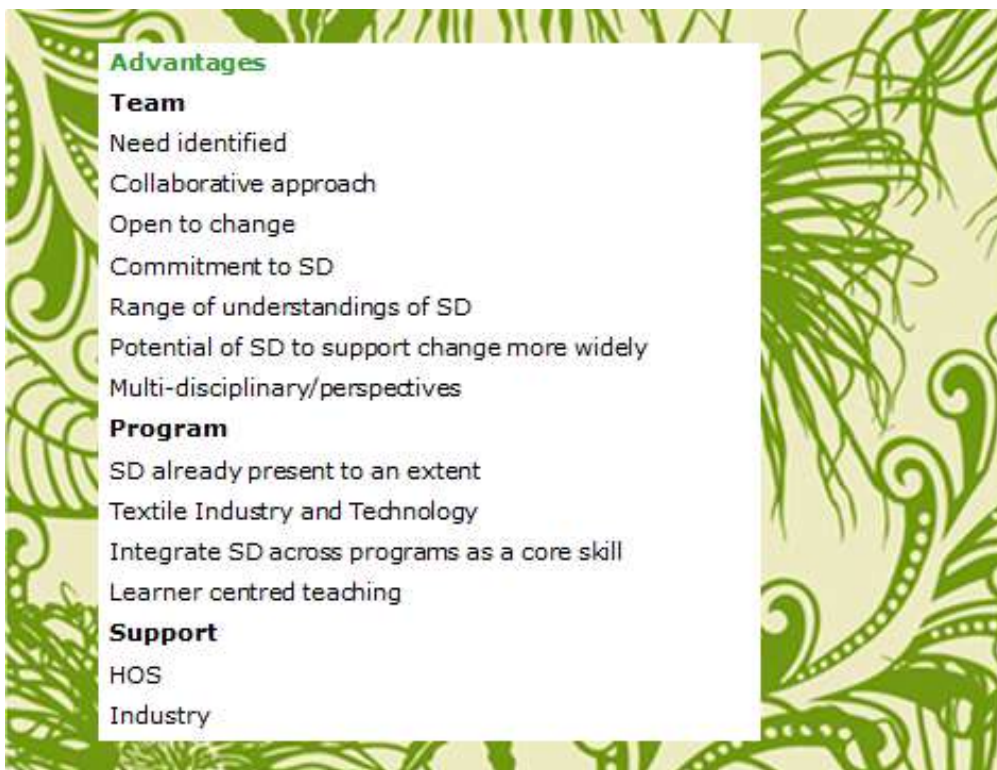 Advantages
Team
Need identified
Collaborative approach
Open to change
Commitment to SD
Range of understandings of SD
Potential of SD to support change more widely
Multi-disciplinary/perspectives
Program
SD already present to an extent
Textile Industry and Technology
Integrate SD across programs as a core skill
Learner centred teaching
Support
HOS
Industry